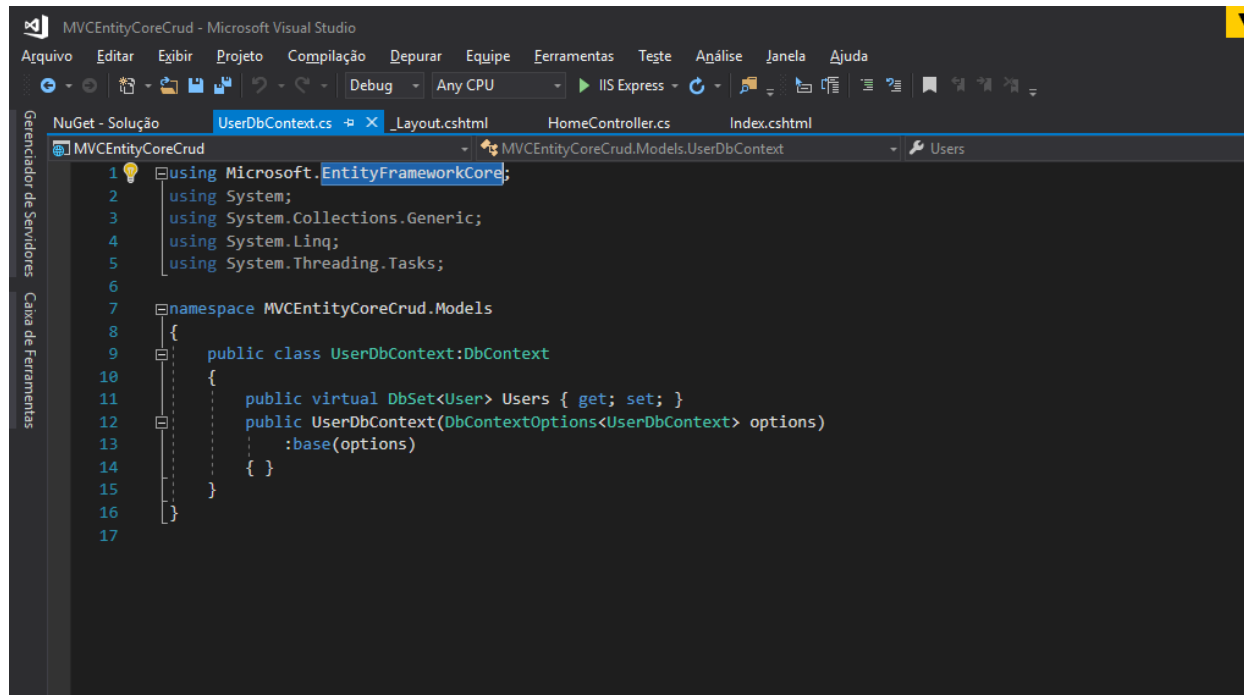 MVCEntityCoreCrud - Microsoft Visual Studio
Arquivo Editar Exibir Projeto Compilação Depurar Equipe Ferramentas Teste Análise Janela Ajuda
Debug Any CPU IIS Express
NuGet - Solução UserDbContext.cs _Layout.cshtml HomeController.cs Index.cshtml
MVCEntityCoreCrud MVCEntityCoreCrud.Models.UserDbContext Users
Gerenciador de Servidores
Caixa de Ferramentas
1 using Microsoft.EntityFrameworkCore;
2 using System;
3 using System.Collections.Generic;
4 using System.Linq;
5 using System.Threading.Tasks;
6
7 namespace MVCEntityCoreCrud.Models
8 {
9 public class UserDbContext:DbContext
10 {
11 public virtual DbSet<User> Users { get; set; }
12 public UserDbContext(DbContextOptions<UserDbContext> options)
13 :base(options)
14 { }
15 }
16 }
17